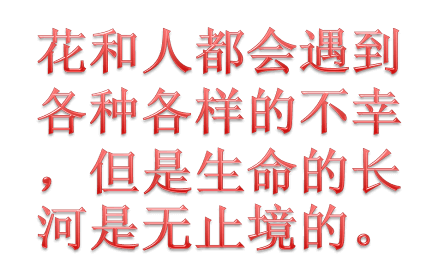 花和人都会遇到
各种各样的不幸
，但是生命的长
河是无止境的。